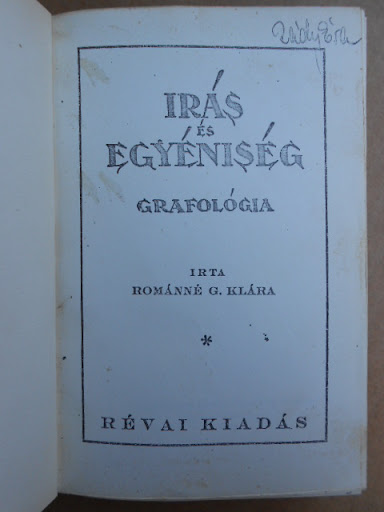 IRÁS
ÉS
EGYÉNISÉG
GRAFOLÓGIA
IRTA
ROMÁNNÉ G. KLÁRA
*
RÉVAI KIADÁS